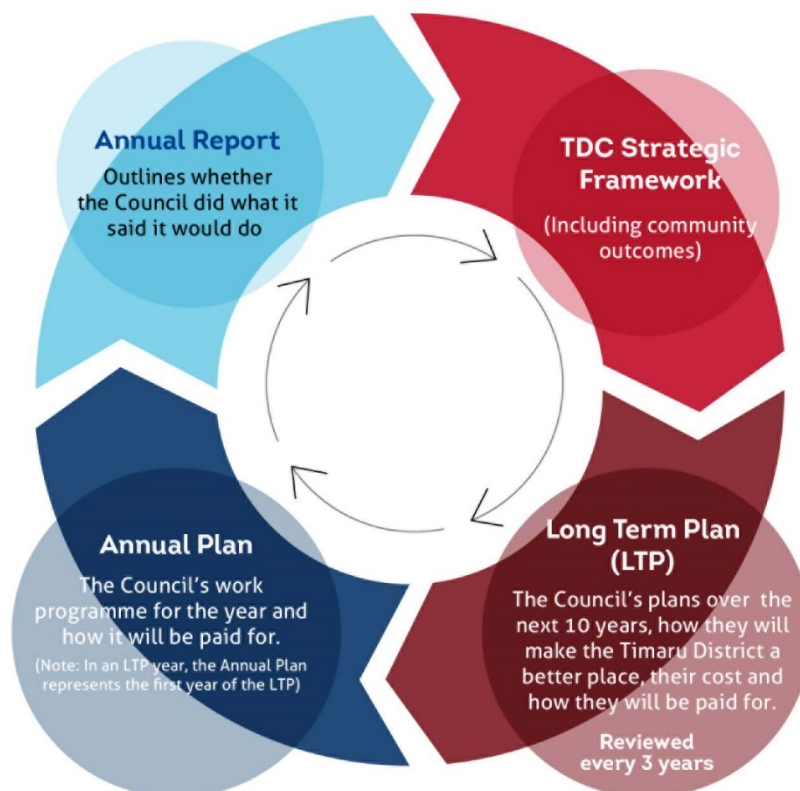 Annual Report
Outlines whether
the Council did what it
said it would do
TDC Strategic
Framework
(Including community
outcomes)
Annual Plan
The Council's work
programme for the year and
how it will be paid for.
(Note: In an LTP year, the Annual Plan
represents the first year of the LTP)
Long Term Plan
(LTP)
The Council's plans over the
next 10 years, how they will
make the Timaru District a
better place, their cost and
how they will be paid for.
Reviewed
every 3 years